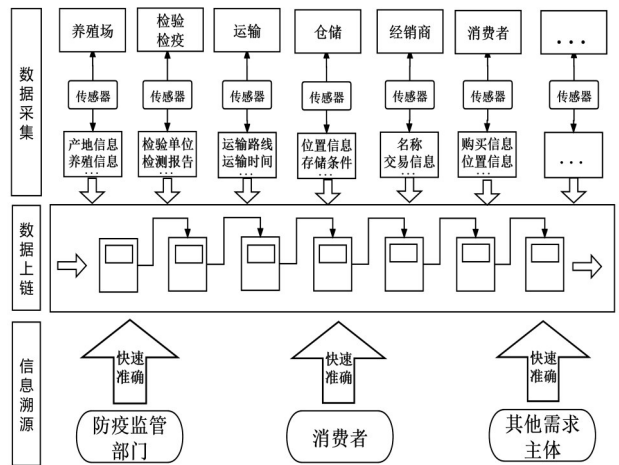 数据采集
养殖场
检验
检疫
运输
仓储
经销商
消费者
...
传感器
传感器
传感器
传感器
传感器
传感器
传感器
产地信息
养殖信息
...
检验单位
检测报告
...
运输路线
运输时间
...
位置信息
存储条件
...
名称
交易信息
...
购买信息
位置信息
...
...
数据上链
信息溯源
快速
准确
快速
准确
快速
准确
防疫监管
部门
消费者
其他需求
主体